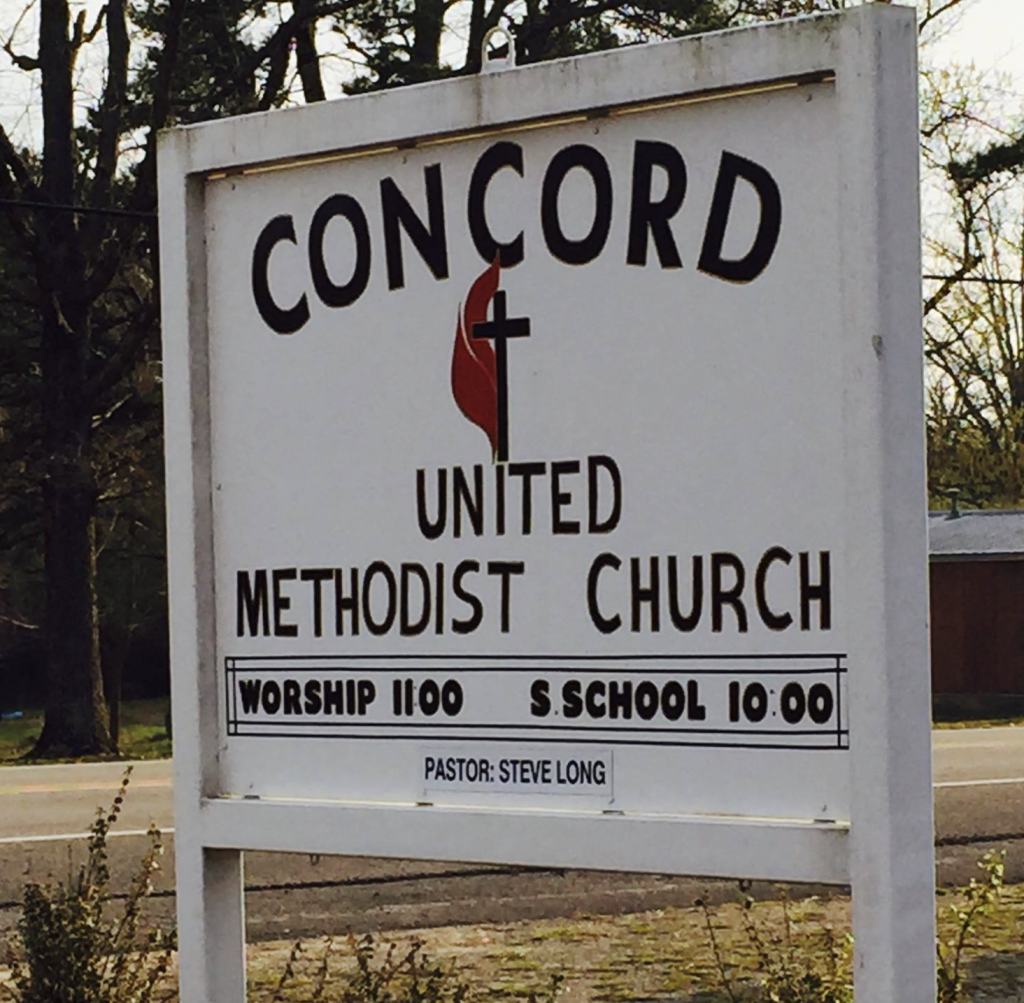 CONCORD
UNITED
METHODIST CHURCH
WORSHIP 11:00 S.SCHOOL 10:00
PASTOR: STEVE LONG